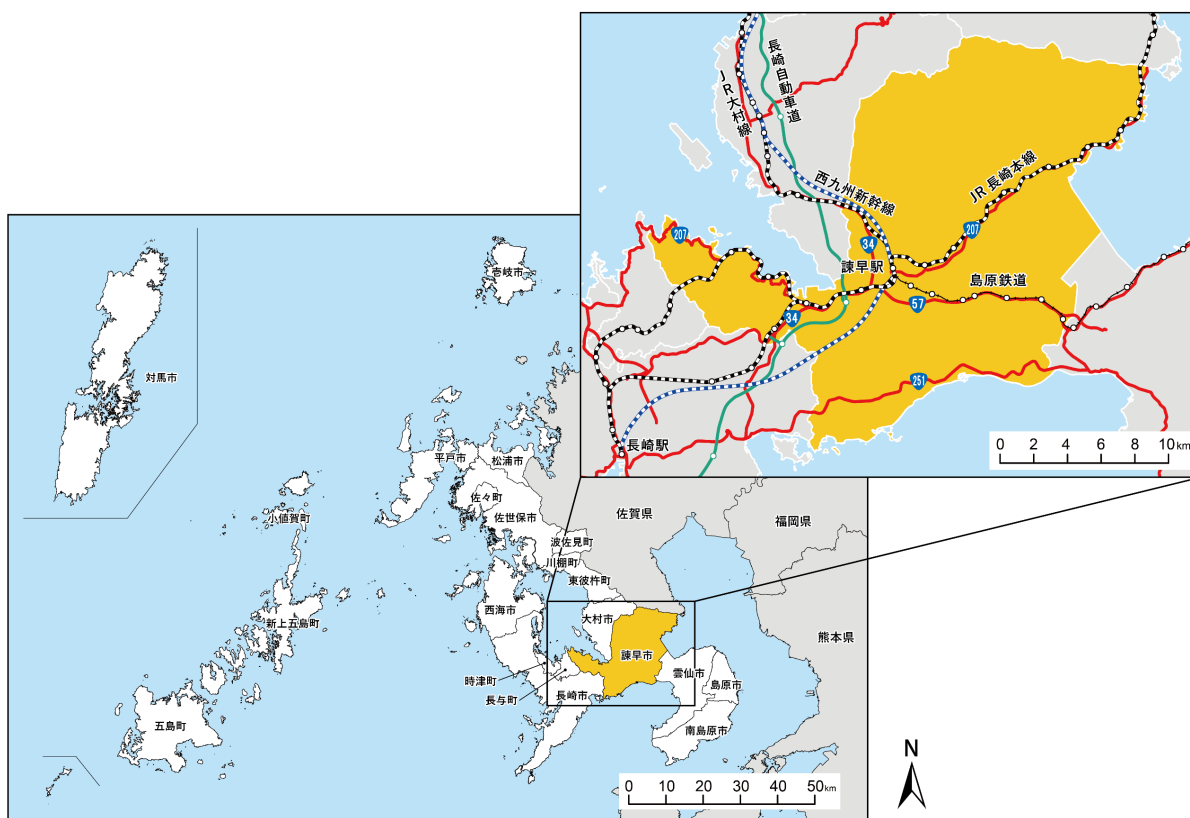 長崎自動車道
JR大村線
西九州新幹線
JR長崎本線
207
34
207
諫早駅
島原鉄道
57
34
251
長崎駅
0 2 4 6 8 10 km
壱岐市
対馬市
平戸市
松浦市
佐々町
小値賀町
佐世保市
佐賀県
福岡県
波佐見町
川棚町
東彼杵町
西海市
大村市
新上五島町
熊本県
諫早市
雲仙市
時津町
島原市
長与町
長崎市
五島町
南島原市
N
0 10 20 30 40 50 km